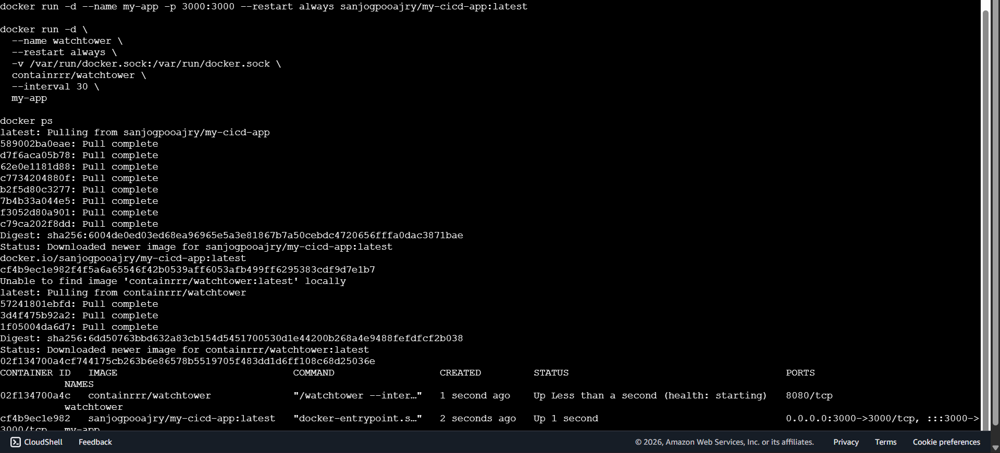 docker run -d --name my-app -p 3000:3000 --restart always sanjogpooajry/my-cicd-app:latest
docker run -d \
--name watchtower \
--restart always \
-v /var/run/docker.sock:/var/run/docker.sock \
containrrr/watchtower \
--interval 30 \
my-app
docker ps
latest: Pulling from sanjogpooajry/my-cicd-app
589002ba0eae: Pull complete
d7f6aca05b78: Pull complete
62e0e1181d88: Pull complete
c7734204880f: Pull complete
b2f5d80c3277: Pull complete
7b4b33a044e5: Pull complete
f3052d80a901: Pull complete
c79ca202f8dd: Pull complete
Digest: sha256:6004de0ed03ed68ea96965e5a3e81867b7a50cebdc4720656fffa0dac3871bae
Status: Downloaded newer image for sanjogpooajry/my-cicd-app:latest
docker.io/sanjogpooajry/my-cicd-app:latest
cf4b9ec1e982f4f5a6a65546f42b0539aff6053afb499ff6295383cdf9d7e1b7
Unable to find image 'containrrr/watchtower:latest' locally
latest: Pulling from containrrr/watchtower
57241801ebfd: Pull complete
3d4f475b92a2: Pull complete
1f05004da6d7: Pull complete
Digest: sha256:6dd50763bbd632a83cb154d5451700530d1e44200b268a4e9488fefdfcf2b038
Status: Downloaded newer image for containrrr/watchtower:latest
02f134700a4cf744175cb263b6e86578b5519705f483dd1d6ff108c68d25036e
CONTAINER ID   IMAGE   COMMAND   CREATED   STATUS   PORTS
NAMES
02f134700a4c   containrrr/watchtower   "/watchtower --inter…"   1 second ago   Up Less than a second (health: starting)   8080/tcp
watchtower
cf4b9ec1e982   sanjogpooajry/my-cicd-app:latest   "docker-entrypoint.s…"   2 seconds ago   Up 1 second   0.0.0.0:3000->3000/tcp, :::3000->
3000/tcp   my-app
CloudShell   Feedback   © 2026, Amazon Web Services, Inc. or its affiliates.   Privacy   Terms   Cookie preferences